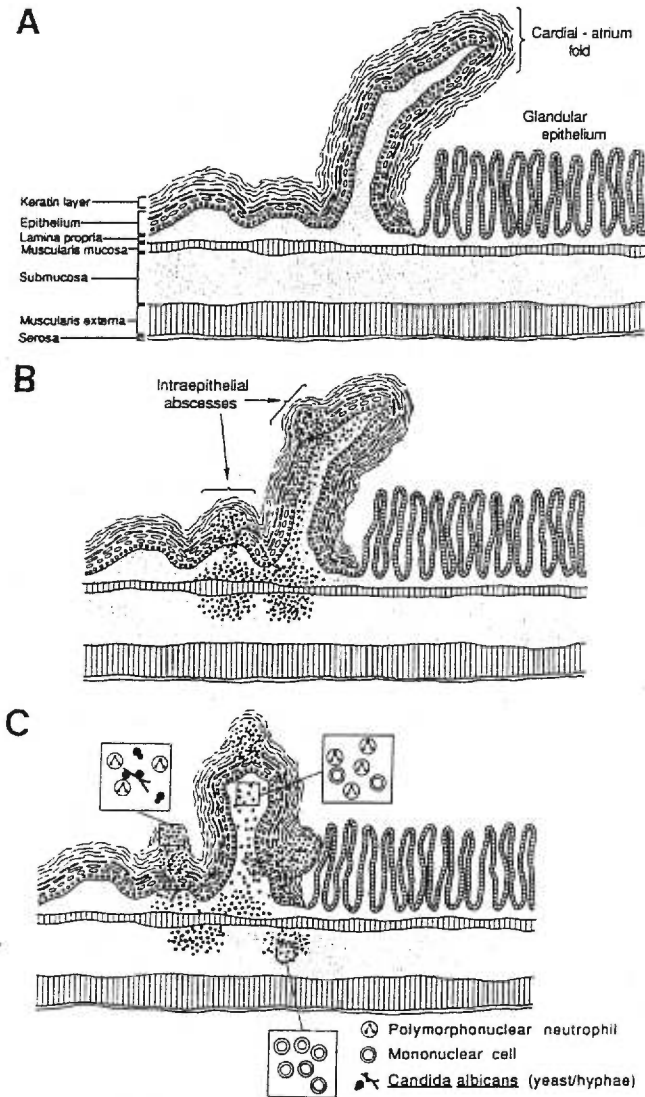 A
Cardial - atrium
fold
Glandular
epithelium
Keratin layer
Epithelium
Lamina propria
Muscularis mucosa
Submucosa
Muscularis externa
Serosa
B
Intraepithelial
abscesses
C
Polymorphonuclear neutrophil
Mononuclear cell
Candida albicans (yeast/hyphae)